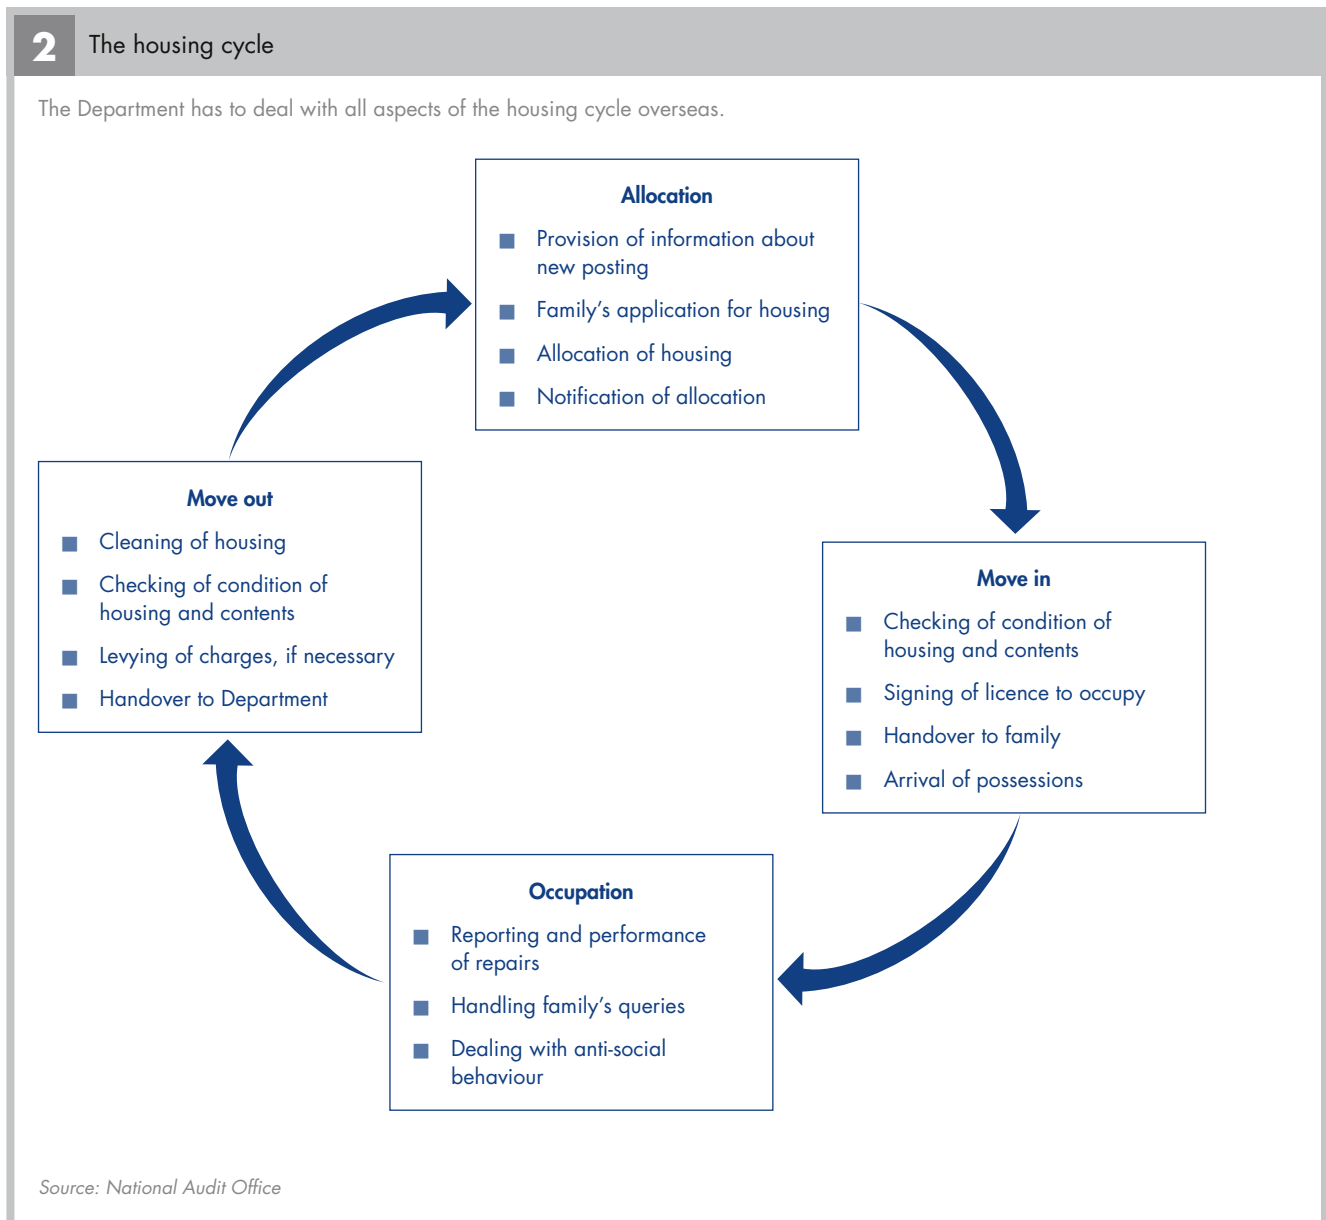 2
The housing cycle
The Department has to deal with all aspects of the housing cycle overseas.
Allocation
Provision of information about
new posting
Family's application for housing
Allocation of housing
Notification of allocation
Move in
Checking of condition of
housing and contents
Signing of licence to occupy
Handover to family
Arrival of possessions
Occupation
Reporting and performance
of repairs
Handling family's queries
Dealing with anti-social
behaviour
Move out
Cleaning of housing
Checking of condition of
housing and contents
Levying of charges, if necessary
Handover to Department
Source: National Audit Office